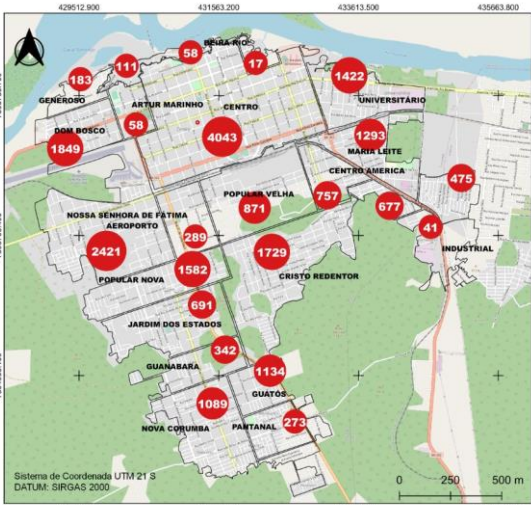 429512.900 431563.200 433613.500 435663.800
BEIRA RIO
58
17
111
183
1422
GENEROSO
ARTUR MARINHO
CENTRO
UNIVERSITÁRIO
DOM BOSCO
58
4043
1293
1849
MARIA LEITE
CENTRO AMERICA
475
POPULAR VELHA
757
677
871
NOSSA SENHORA DE FÁTIMA
AEROPORTO
41
289
2421
1729
INDUSTRIAL
1582
POPULAR NOVA
CRISTO REDENTOR
691
JARDIM DOS ESTADOS
342
GUANABARA
1134
GUATÓS
1089
273
NOVA CORUMBA
PANTANAL
Sistema de Coordenada UTM 21 S
DATUM: SIRGAS 2000
0 250 500 m